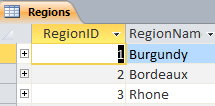 Regions
RegionID RegionNam
1 Burgundy
2 Bordeaux
3 Rhone